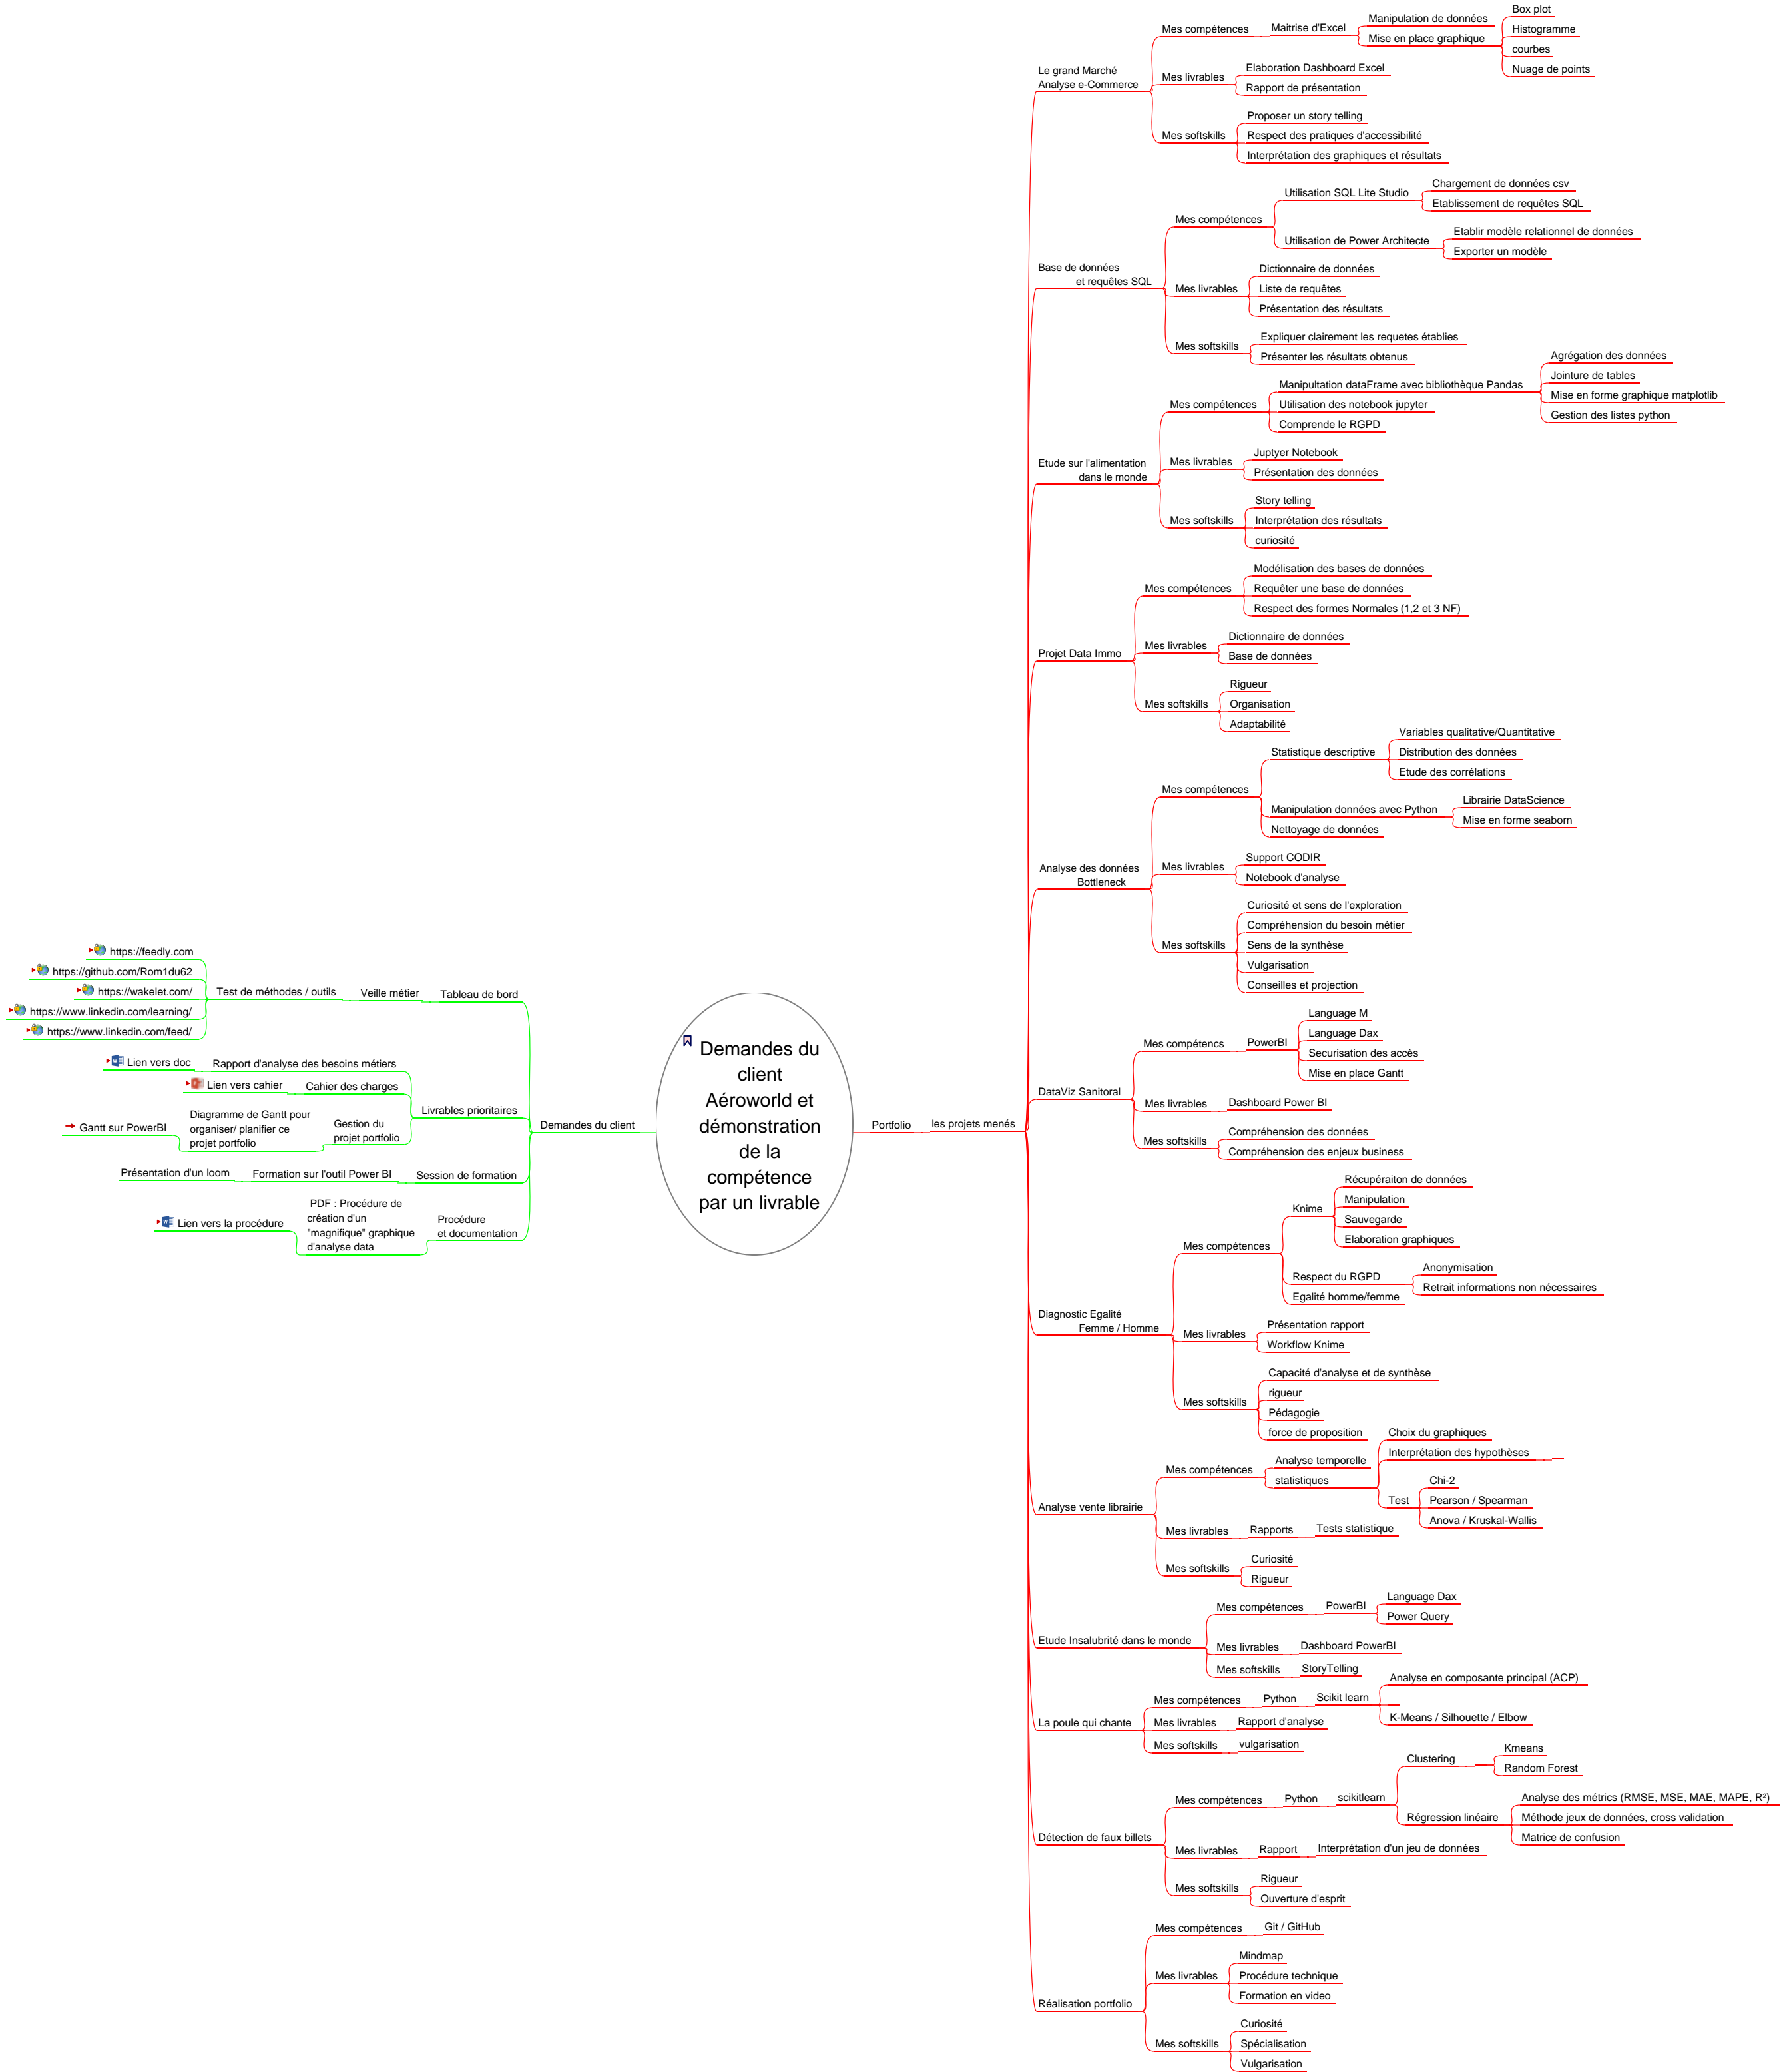 Demandes du
client
Aéroworld et
démonstration
de la
compétence
par un livrable
Demandes du client
Tableau de bord
Veille métier
Test de méthodes / outils
https://feedly.com
https://github.com/Rom1du62
https://wakelet.com/
https://www.linkedin.com/learning/
https://www.linkedin.com/feed/
Livrables prioritaires
Rapport d'analyse des besoins métiers
Lien vers doc
Cahier des charges
Lien vers cahier
Gestion du
projet portfolio
Diagramme de Gantt pour
organiser/ planifier ce
projet portfolio
Gantt sur PowerBI
Session de formation
Formation sur l'outil Power BI
Présentation d'un loom
Procédure
et documentation
PDF : Procédure de
création d'un
"magnifique" graphique
d'analyse data
Lien vers la procédure
Portfolio
les projets menés
Le grand Marché
Analyse e-Commerce
Mes compétences
Maitrise d'Excel
Manipulation de données
Mise en place graphique
Box plot
Histogramme
courbes
Nuage de points
Mes livrables
Elaboration Dashboard Excel
Rapport de présentation
Mes softskills
Proposer un story telling
Respect des pratiques d'accessibilité
Interprétation des graphiques et résultats
Base de données
et requêtes SQL
Mes compétences
Utilisation SQL Lite Studio
Chargement de données csv
Etablissement de requêtes SQL
Utilisation de Power Architecte
Etablir modèle relationnel de données
Exporter un modèle
Mes livrables
Dictionnaire de données
Liste de requêtes
Présentation des résultats
Mes softskills
Expliquer clairement les requetes établies
Présenter les résultats obtenus
Etude sur l'alimentation
dans le monde
Mes compétences
Manipultation dataFrame avec bibliothèque Pandas
Agrégation des données
Jointure de tables
Mise en forme graphique matplotlib
Gestion des listes python
Utilisation des notebook jupyter
Comprende le RGPD
Mes livrables
Juptyer Notebook
Présentation des données
Mes softskills
Story telling
Interprétation des résultats
curiosité
Projet Data Immo
Mes compétences
Modélisation des bases de données
Requêter une base de données
Respect des formes Normales (1,2 et 3 NF)
Mes livrables
Dictionnaire de données
Base de données
Mes softskills
Rigueur
Organisation
Adaptabilité
Analyse des données
Bottleneck
Mes compétences
Statistique descriptive
Variables qualitative/Quantitative
Distribution des données
Etude des corrélations
Manipulation données avec Python
Librairie DataScience
Mise en forme seaborn
Nettoyage de données
Mes livrables
Support CODIR
Notebook d'analyse
Mes softskills
Curiosité et sens de l'exploration
Compréhension du besoin métier
Sens de la synthèse
Vulgarisation
Conseilles et projection
DataViz Sanitoral
Mes compétencs
PowerBI
Language M
Language Dax
Securisation des accès
Mise en place Gantt
Mes livrables
Dashboard Power BI
Mes softskills
Compréhension des données
Compréhension des enjeux business
Diagnostic Egalité
Femme / Homme
Mes compétences
Knime
Récupéraiton de données
Manipulation
Sauvegarde
Elaboration graphiques
Respect du RGPD
Anonymisation
Retrait informations non nécessaires
Egalité homme/femme
Mes livrables
Présentation rapport
Workflow Knime
Mes softskills
Capacité d'analyse et de synthèse
rigueur
Pédagogie
force de proposition
Analyse vente librairie
Mes compétences
Analyse temporelle
statistiques
Choix du graphiques
Interprétation des hypothèses
Test
Chi-2
Pearson / Spearman
Anova / Kruskal-Wallis
Mes livrables
Rapports
Tests statistique
Mes softskills
Curiosité
Rigueur
Etude Insalubrité dans le monde
Mes compétences
PowerBI
Language Dax
Power Query
Mes livrables
Dashboard PowerBI
Mes softskills
StoryTelling
La poule qui chante
Mes compétences
Python
Scikit learn
Analyse en composante principal (ACP)
K-Means / Silhouette / Elbow
Mes livrables
Rapport d'analyse
Mes softskills
vulgarisation
Détection de faux billets
Mes compétences
Python
scikitlearn
Clustering
Kmeans
Random Forest
Régression linéaire
Analyse des métrics (RMSE, MSE, MAE, MAPE, R²)
Méthode jeux de données, cross validation
Matrice de confusion
Mes livrables
Rapport
Interprétation d'un jeu de données
Mes softskills
Rigueur
Ouverture d'esprit
Réalisation portfolio
Mes compétences
Git / GitHub
Mes livrables
Mindmap
Procédure technique
Formation en video
Mes softskills
Curiosité
Spécialisation
Vulgarisation